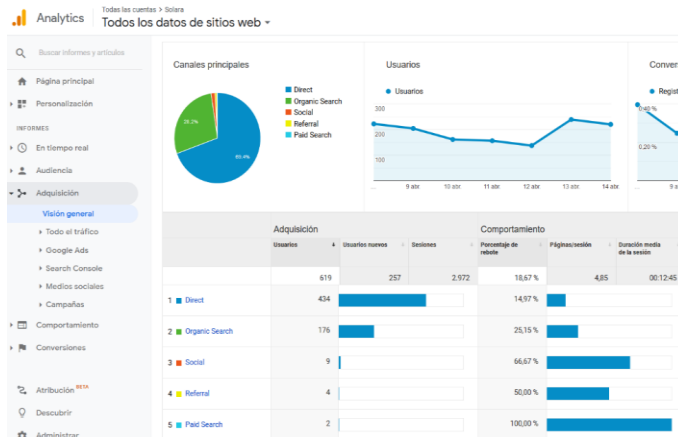 Analytics
Todas las cuentas > Solara
Todos los datos de sitios web
Buscar informes y artículos
Página principal
Personalización
INFORMES
En tiempo real
Audiencia
Adquisición
Visión general
Todo el tráfico
Google Ads
Search Console
Medios sociales
Campañas
Comportamiento
Conversiones
Atribución BETA
Descubrir
Administrar
Canales principales
Direct
Organic Search
Social
Referral
Paid Search
28.2%
69.4%
Usuarios
Usuarios
300
200
100
...
9 abr.
10 abr.
11 abr.
12 abr.
13 abr.
14 abr.
Conver
Regist
0,40 %
0,20 %
...
9 a
Adquisición
Comportamiento
Usuarios
Usuarios nuevos
Sesiones
Porcentaje de
rebote
Páginas/sesión
Duración media
de la sesión
619
257
2.972
18,67 %
4,85
00:12:45
1 Direct
434
14,97 %
2 Organic Search
176
25,15 %
3 Social
9
66,67 %
4 Referral
4
50,00 %
5 Paid Search
2
100,00 %